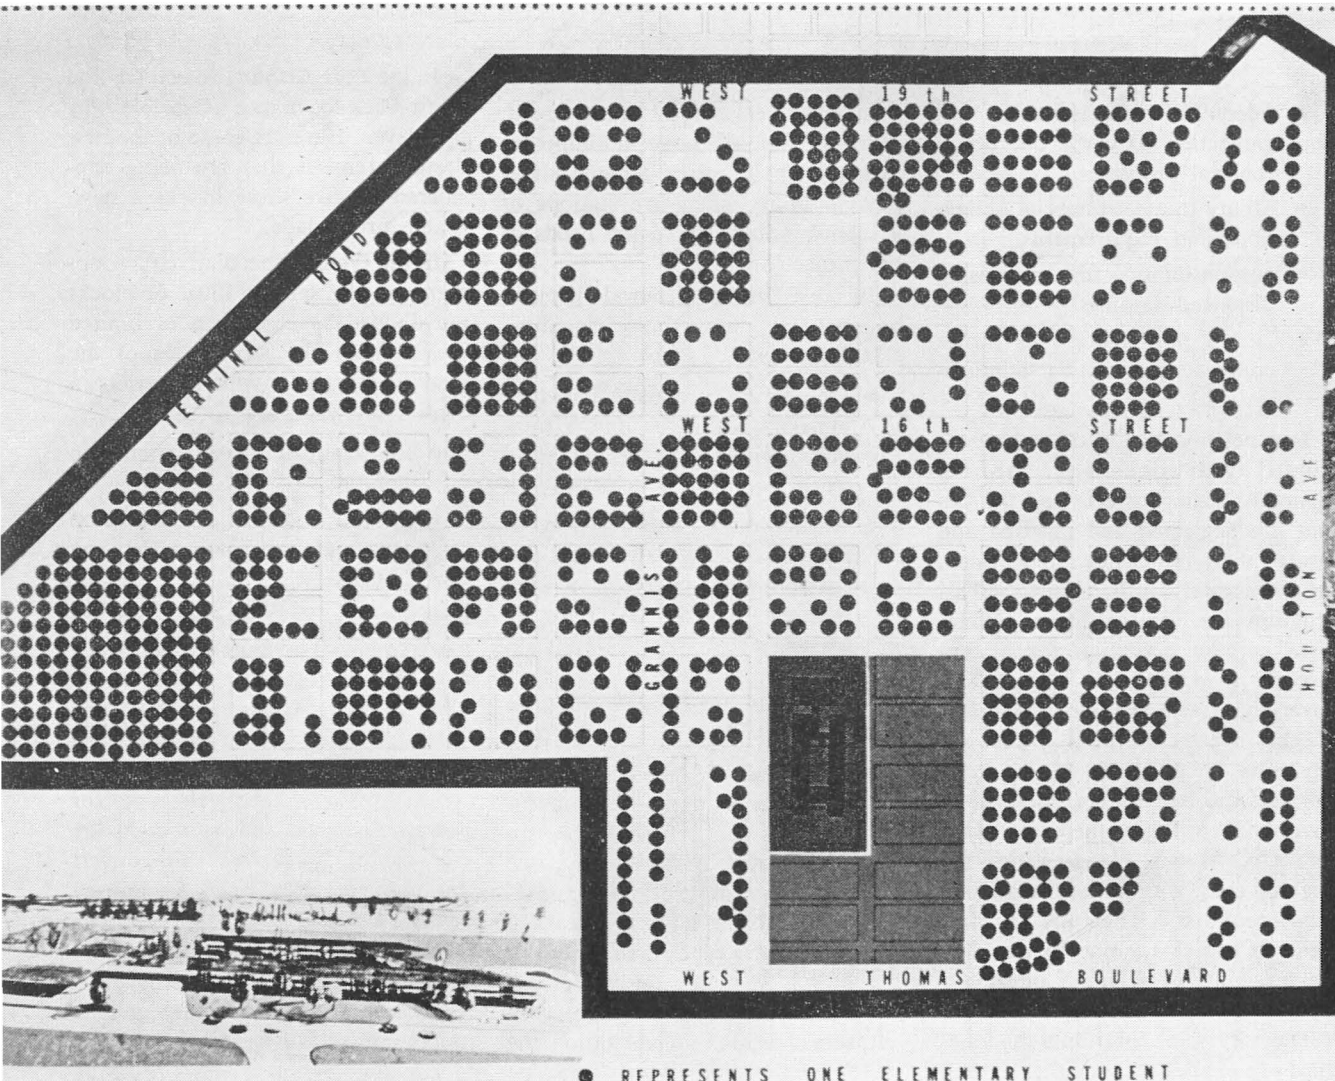 WEST 19th STREET
TERMINAL ROAD
WEST 16th STREET
GRANNIS AVE.
HOUSTON AVE
WEST THOMAS BOULEVARD
REPRESENTS ONE ELEMENTARY STUDENT